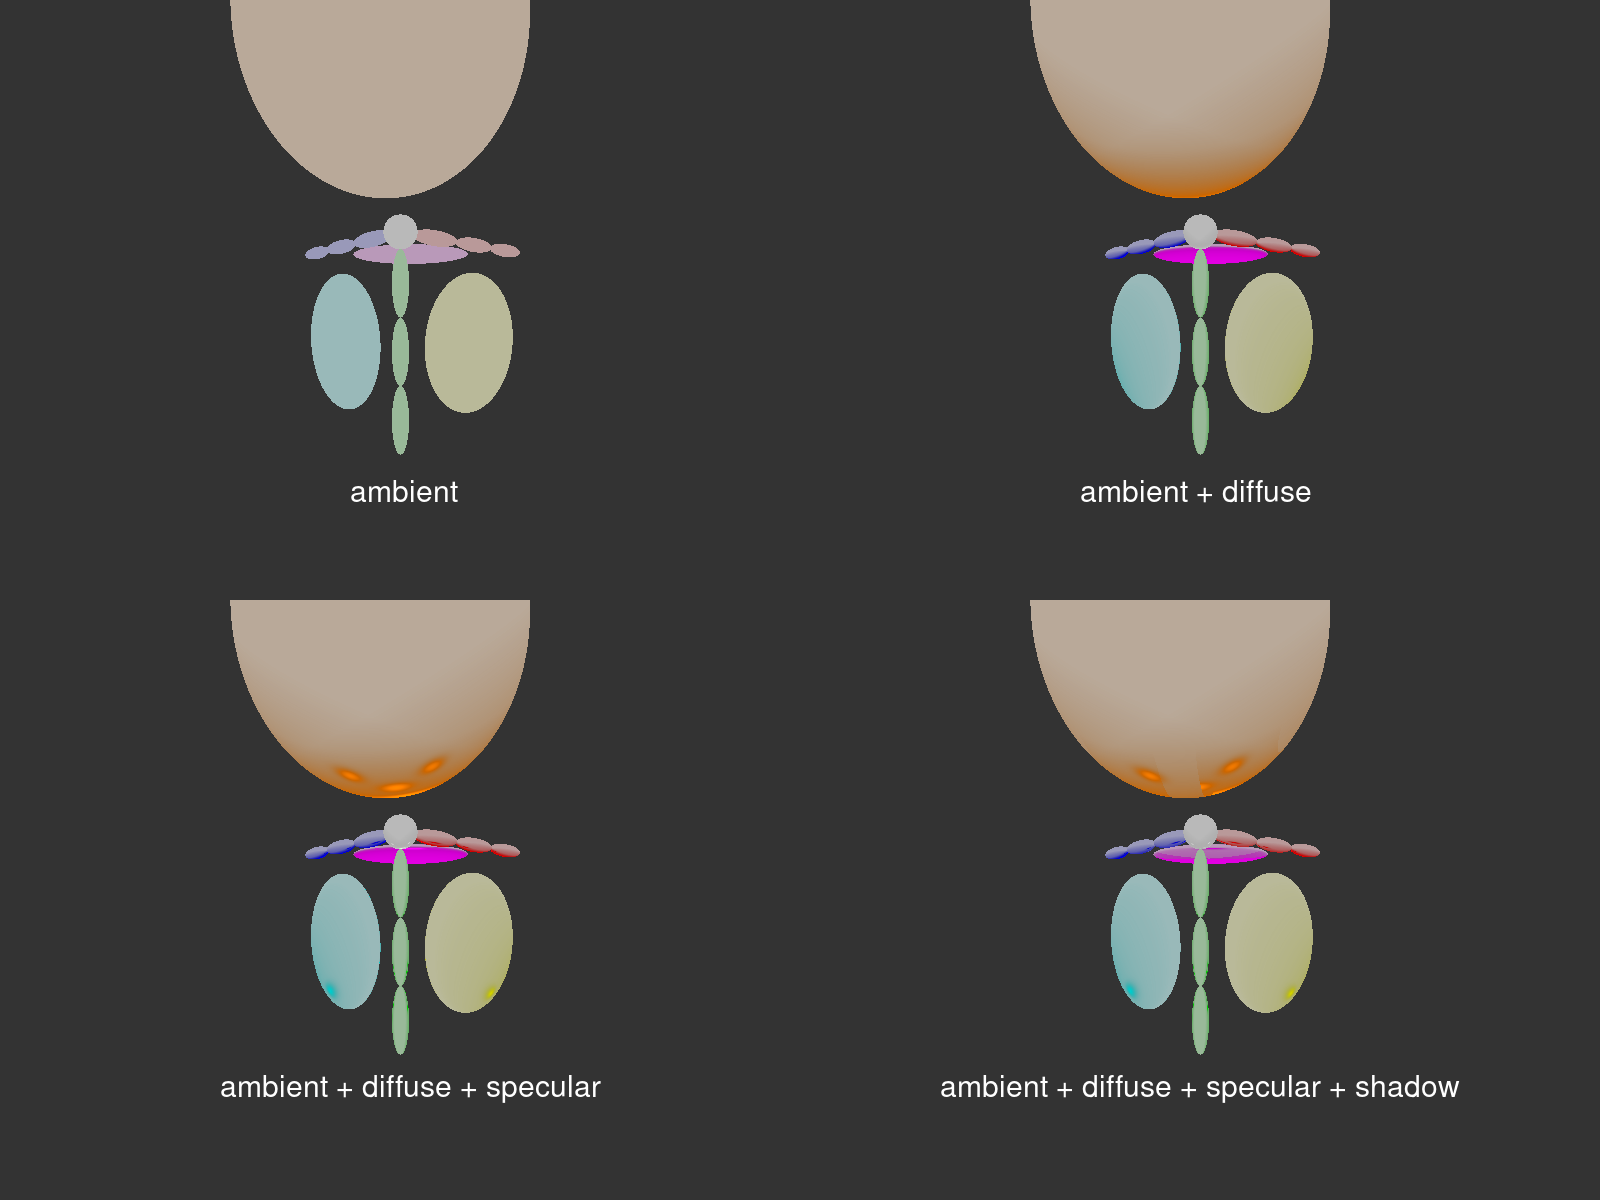 ambient
ambient + diffuse
ambient + diffuse + specular
ambient + diffuse + specular + shadow